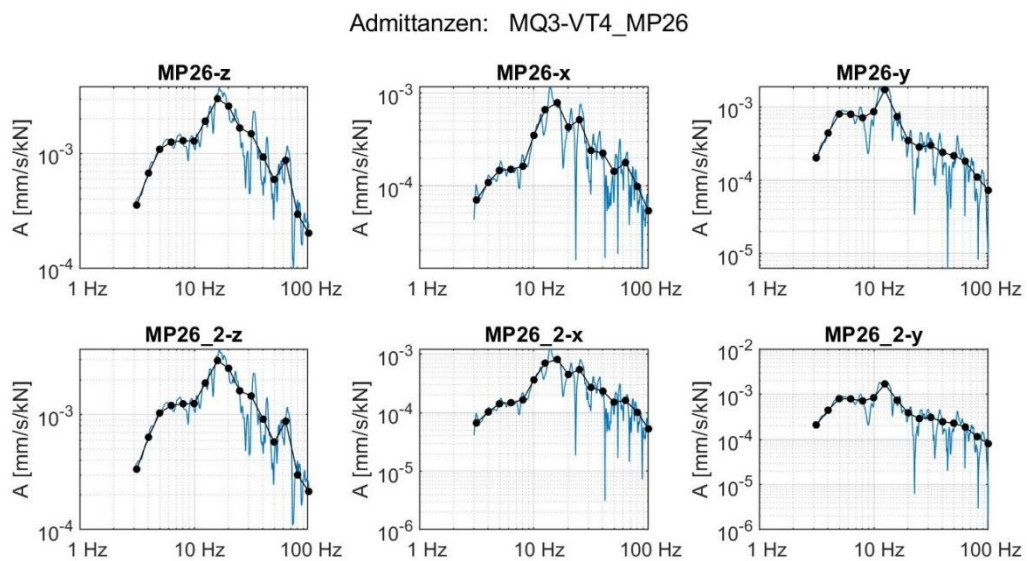 Admittanzen: MQ3-VT4_MP26
MP26-z
MP26-x
MP26-y
A [mm/s/kN]
10^-3
10^-4
1 Hz 10 Hz 100 Hz
A [mm/s/kN]
10^-3
10^-4
1 Hz 10 Hz 100 Hz
A [mm/s/kN]
10^-3
10^-4
10^-5
1 Hz 10 Hz 100 Hz
MP26_2-z
MP26_2-x
MP26_2-y
A [mm/s/kN]
10^-3
10^-4
1 Hz 10 Hz 100 Hz
A [mm/s/kN]
10^-3
10^-4
10^-5
10^-6
1 Hz 10 Hz 100 Hz
A [mm/s/kN]
10^-2
10^-3
10^-4
10^-5
10^-6
1 Hz 10 Hz 100 Hz